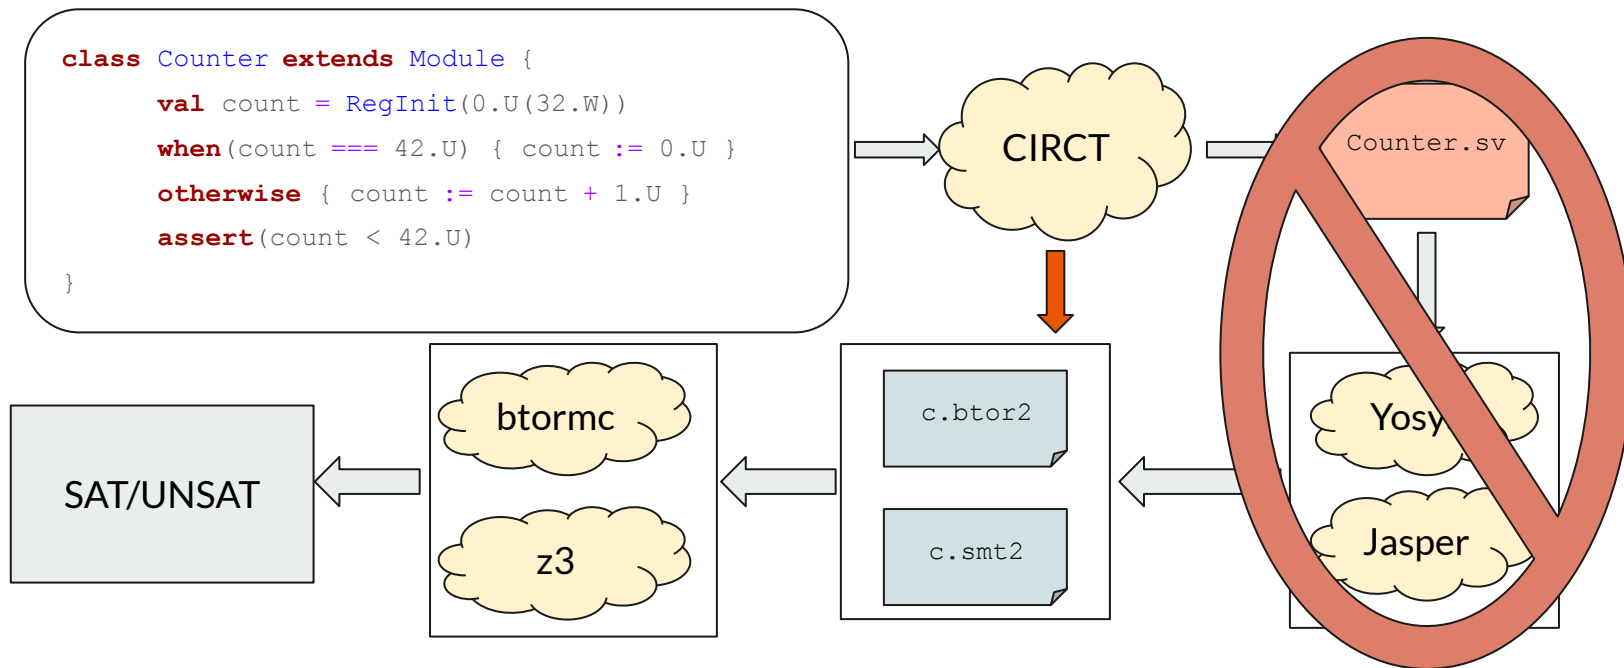 class Counter extends Module {
val count = RegInit(0.U(32.W))
when(count === 42.U) { count := 0.U }
otherwise { count := count + 1.U }
assert(count < 42.U)
}
CIRCT
Counter.sv
SAT/UNSAT
btormc
z3
c.btor2
c.smt2
Yosy
Jasper